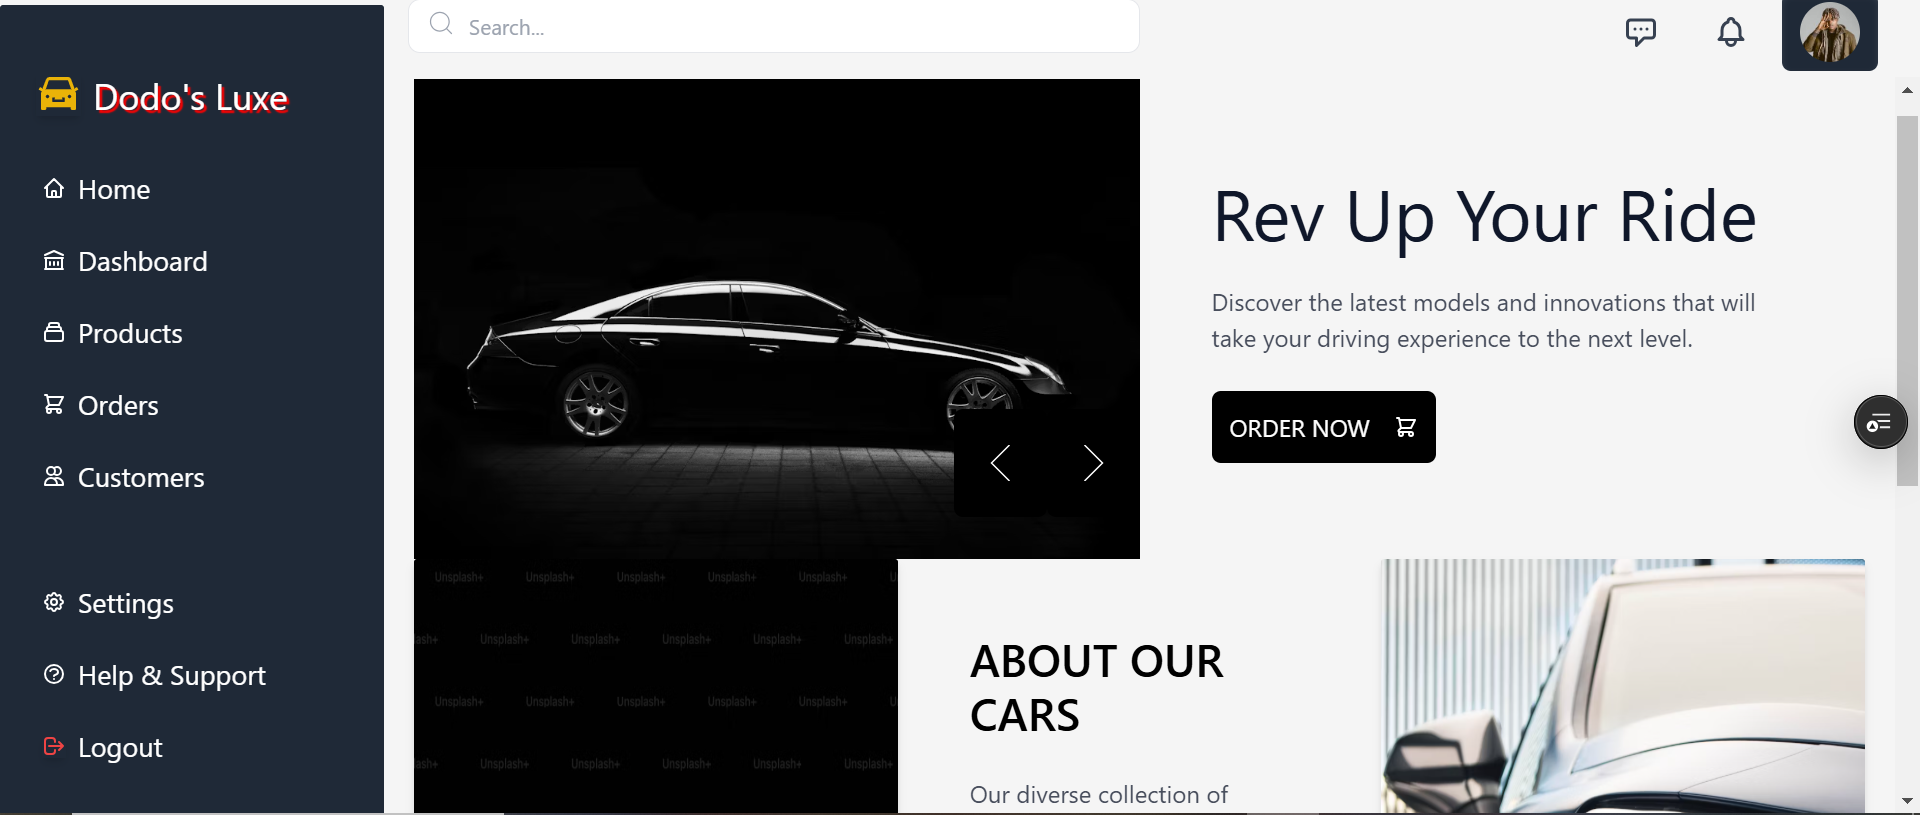 Search...
Dodo's Luxe
Home
Dashboard
Products
Orders
Customers
Settings
Help & Support
Logout
Rev Up Your Ride
Discover the latest models and innovations that will
take your driving experience to the next level.
ORDER NOW
Unsplash+ Unsplash+ Unsplash+ Unsplash+ Unsplash+ U
ash+ Unsplash+ Unsplash+ Unsplash+ Unsplash+ Unsplash+
Unsplash+ Unsplash+ Unsplash+ Unsplash+ Unsplash+ U
ash+ Unsplash+ Unsplash+ Unsplash+ Unsplash+ Unsplash+
ABOUT OUR
CARS
Our diverse collection of